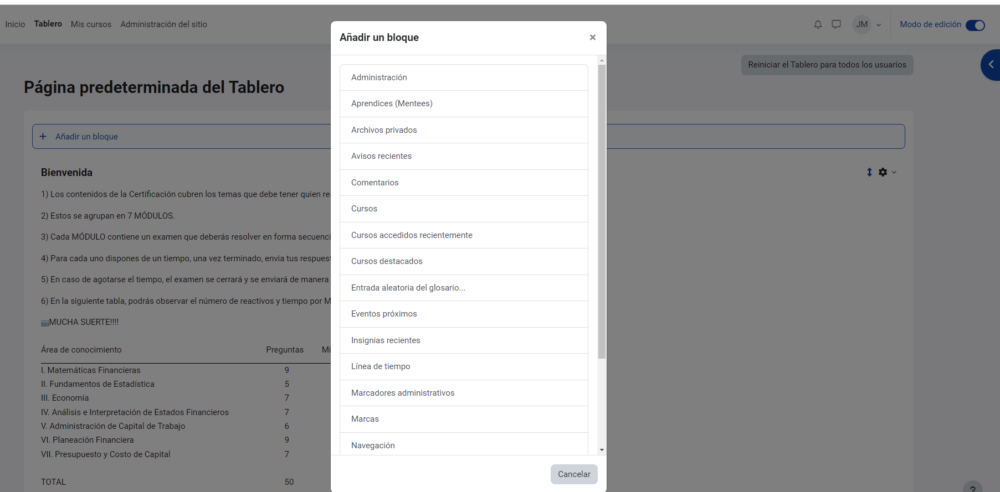 Inicio Tablero Mis cursos Administración del sitio
JM Modo de edición
Reiniciar el Tablero para todos los usuarios
Página predeterminada del Tablero
+ Añadir un bloque
Bienvenida
1) Los contenidos de la Certificación cubren los temas que debe tener quien re
2) Estos se agrupan en 7 MÓDULOS.
3) Cada MÓDULO contiene un examen que deberás resolver en forma secuenci
4) Para cada uno dispones de un tiempo, una vez terminado, envia tus respuest
5) En caso de agotarse el tiempo, el examen se cerrará y se enviará de manera
6) En la siguiente tabla, podrás observar el número de reactivos y tiempo por M
¡¡¡¡MUCHA SUERTE!!!!
Área de conocimiento Preguntas Mi
I. Matemáticas Financieras 9
II. Fundamentos de Estadística 5
III. Economía 7
IV. Análisis e Interpretación de Estados Financieros 7
V. Administración de Capital de Trabajo 6
VI. Planeación Financiera 9
VII. Presupuesto y Costo de Capital 7
TOTAL 50
Añadir un bloque ×
Administración
Aprendices (Mentees)
Archivos privados
Avisos recientes
Comentarios
Cursos
Cursos accedidos recientemente
Cursos destacados
Entrada aleatoria del glosario...
Eventos próximos
Insignias recientes
Línea de tiempo
Marcadores administrativos
Marcas
Navegación
Cancelar
?